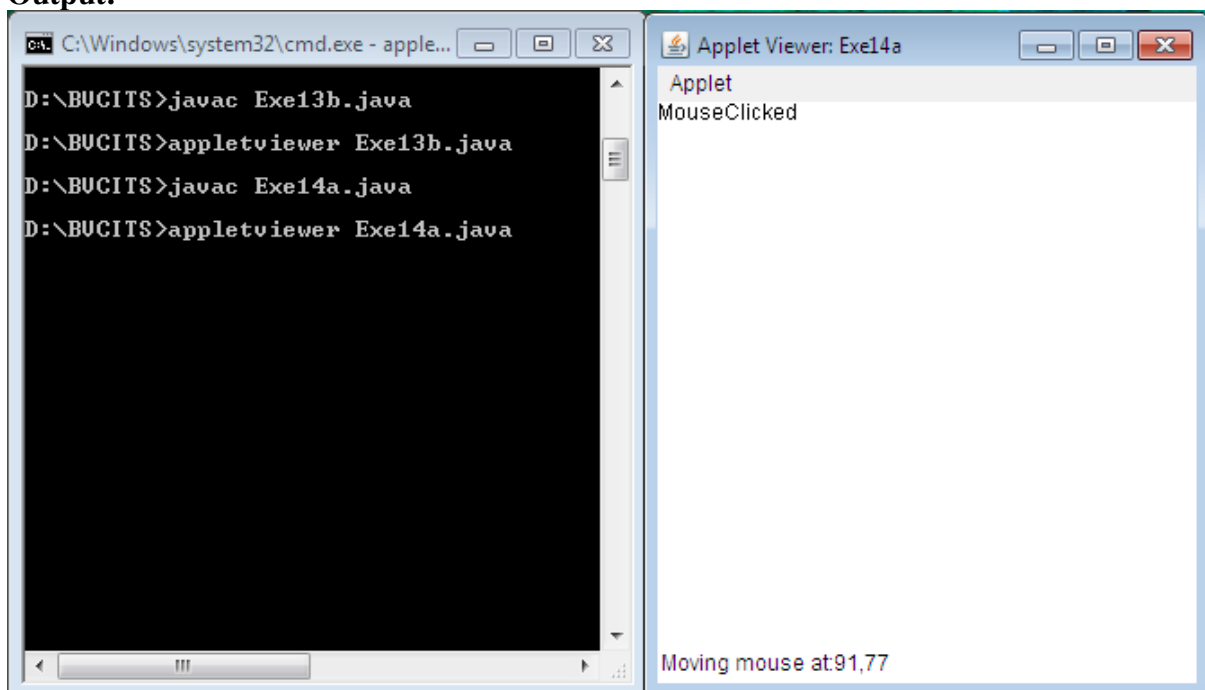 Output:
C:\Windows\system32\cmd.exe - apple...
D:\BVCITS>javac Exe13b.java
D:\BVCITS>appletviewer Exe13b.java
D:\BVCITS>javac Exe14a.java
D:\BVCITS>appletviewer Exe14a.java
Applet Viewer: Exe14a
Applet
MouseClicked
Moving mouse at:91,77